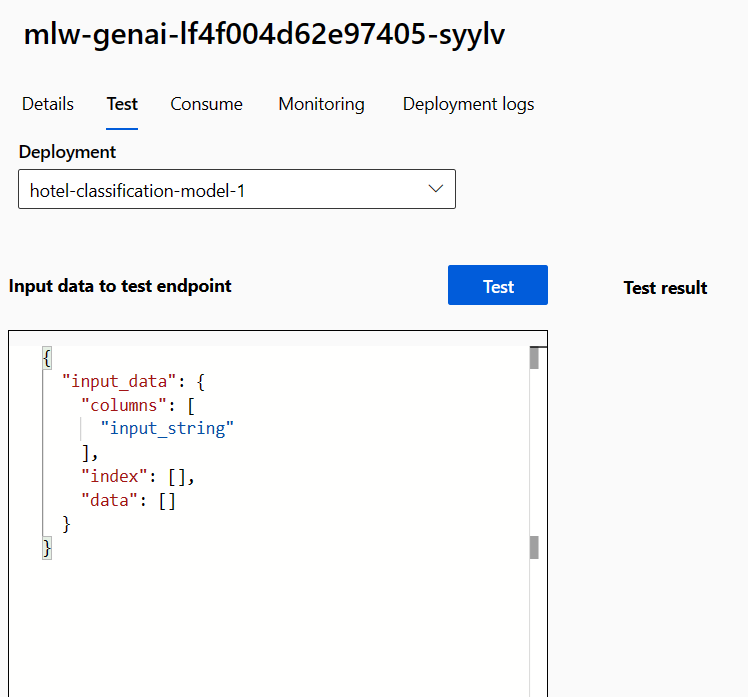 mlw-genai-lf4f004d62e97405-syylv
Details Test Consume Monitoring Deployment logs
Deployment
hotel-classification-model-1
Input data to test endpoint Test Test result
{
"input_data": {
"columns": [
"input_string"
],
"index": [],
"data": []
}
}